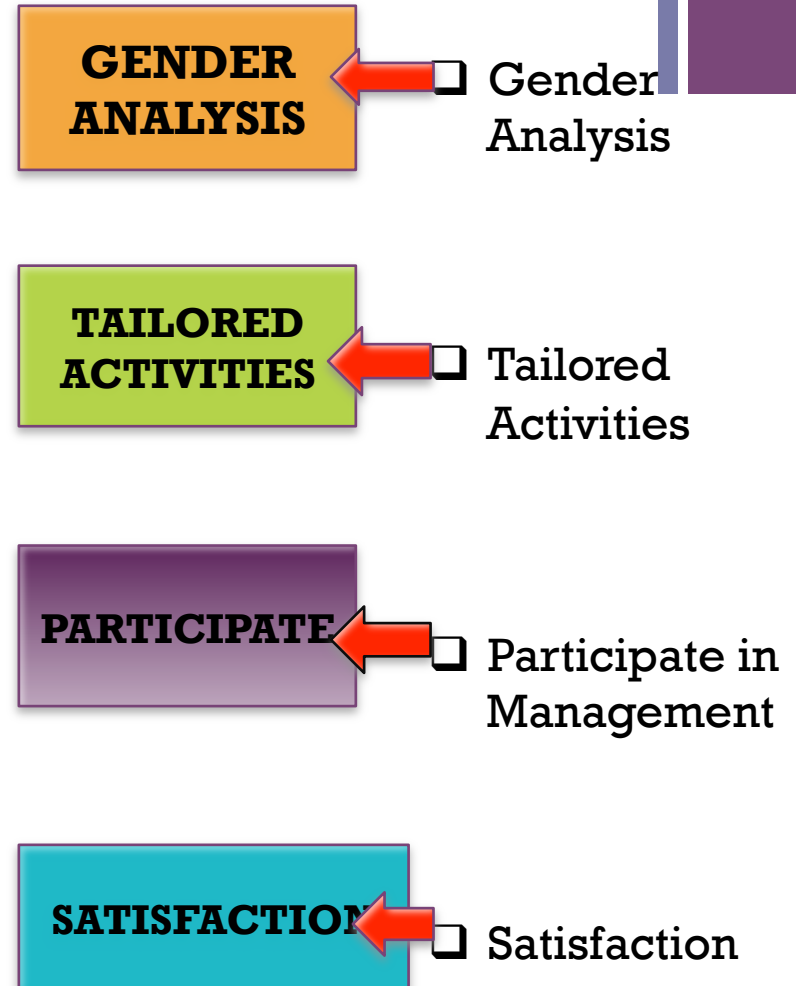 GENDER
ANALYSIS
❑ Gender
Analysis
TAILORED
ACTIVITIES
❑ Tailored
Activities
PARTICIPATE
❑ Participate in
Management
SATISFACTION
❑ Satisfaction